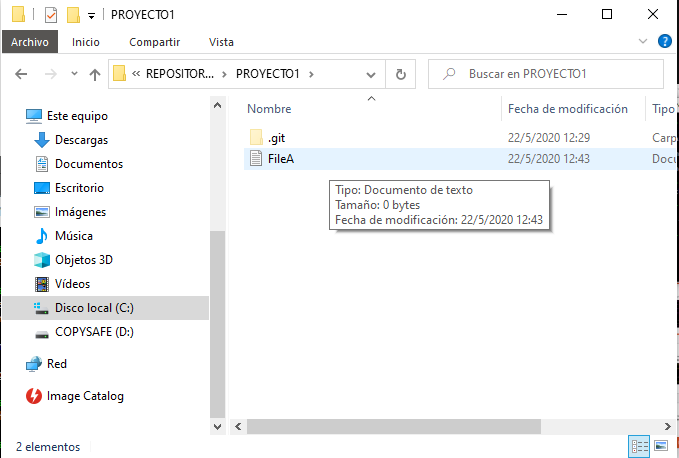 PROYECTO1
Archivo Inicio Compartir Vista
« REPOSITOR... > PROYECTO1 > Buscar en PROYECTO1
Nombre Fecha de modificación Tipo
Este equipo
Descargas
Documentos
Escritorio
Imágenes
Música
Objetos 3D
Vídeos
Disco local (C:)
COPYSAFE (D:)
Red
Image Catalog
.git 22/5/2020 12:29 Carp
FileA 22/5/2020 12:43 Docu
Tipo: Documento de texto
Tamaño: 0 bytes
Fecha de modificación: 22/5/2020 12:43
2 elementos